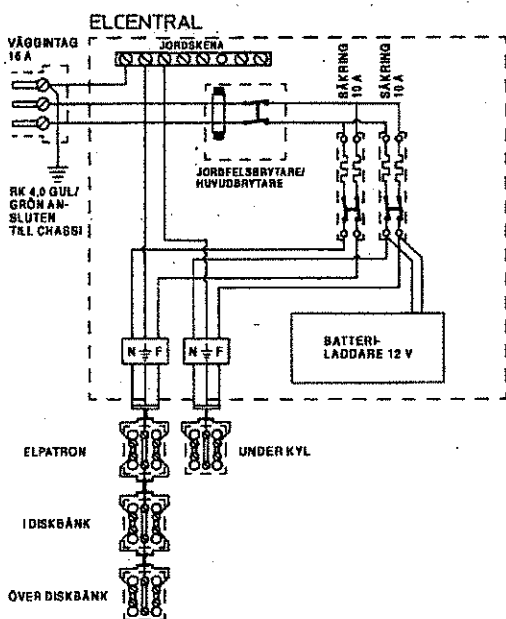 ELCENTRAL
VÄGGINTAG
16 A
JORDSKENA
SÄKRING
10 A
SÄKRING
10 A
JORDFELSBRYTARE/
HUVUDBRYTARE
RK 4,0 GUL/
GRÖN AN-
SLUTEN
TILL CHASSI
BATTERI-
LADDARE 12 V
N F
N F
ELPATRON
UNDER KYL
I DISKBÄNK
ÖVER DISKBÄNK